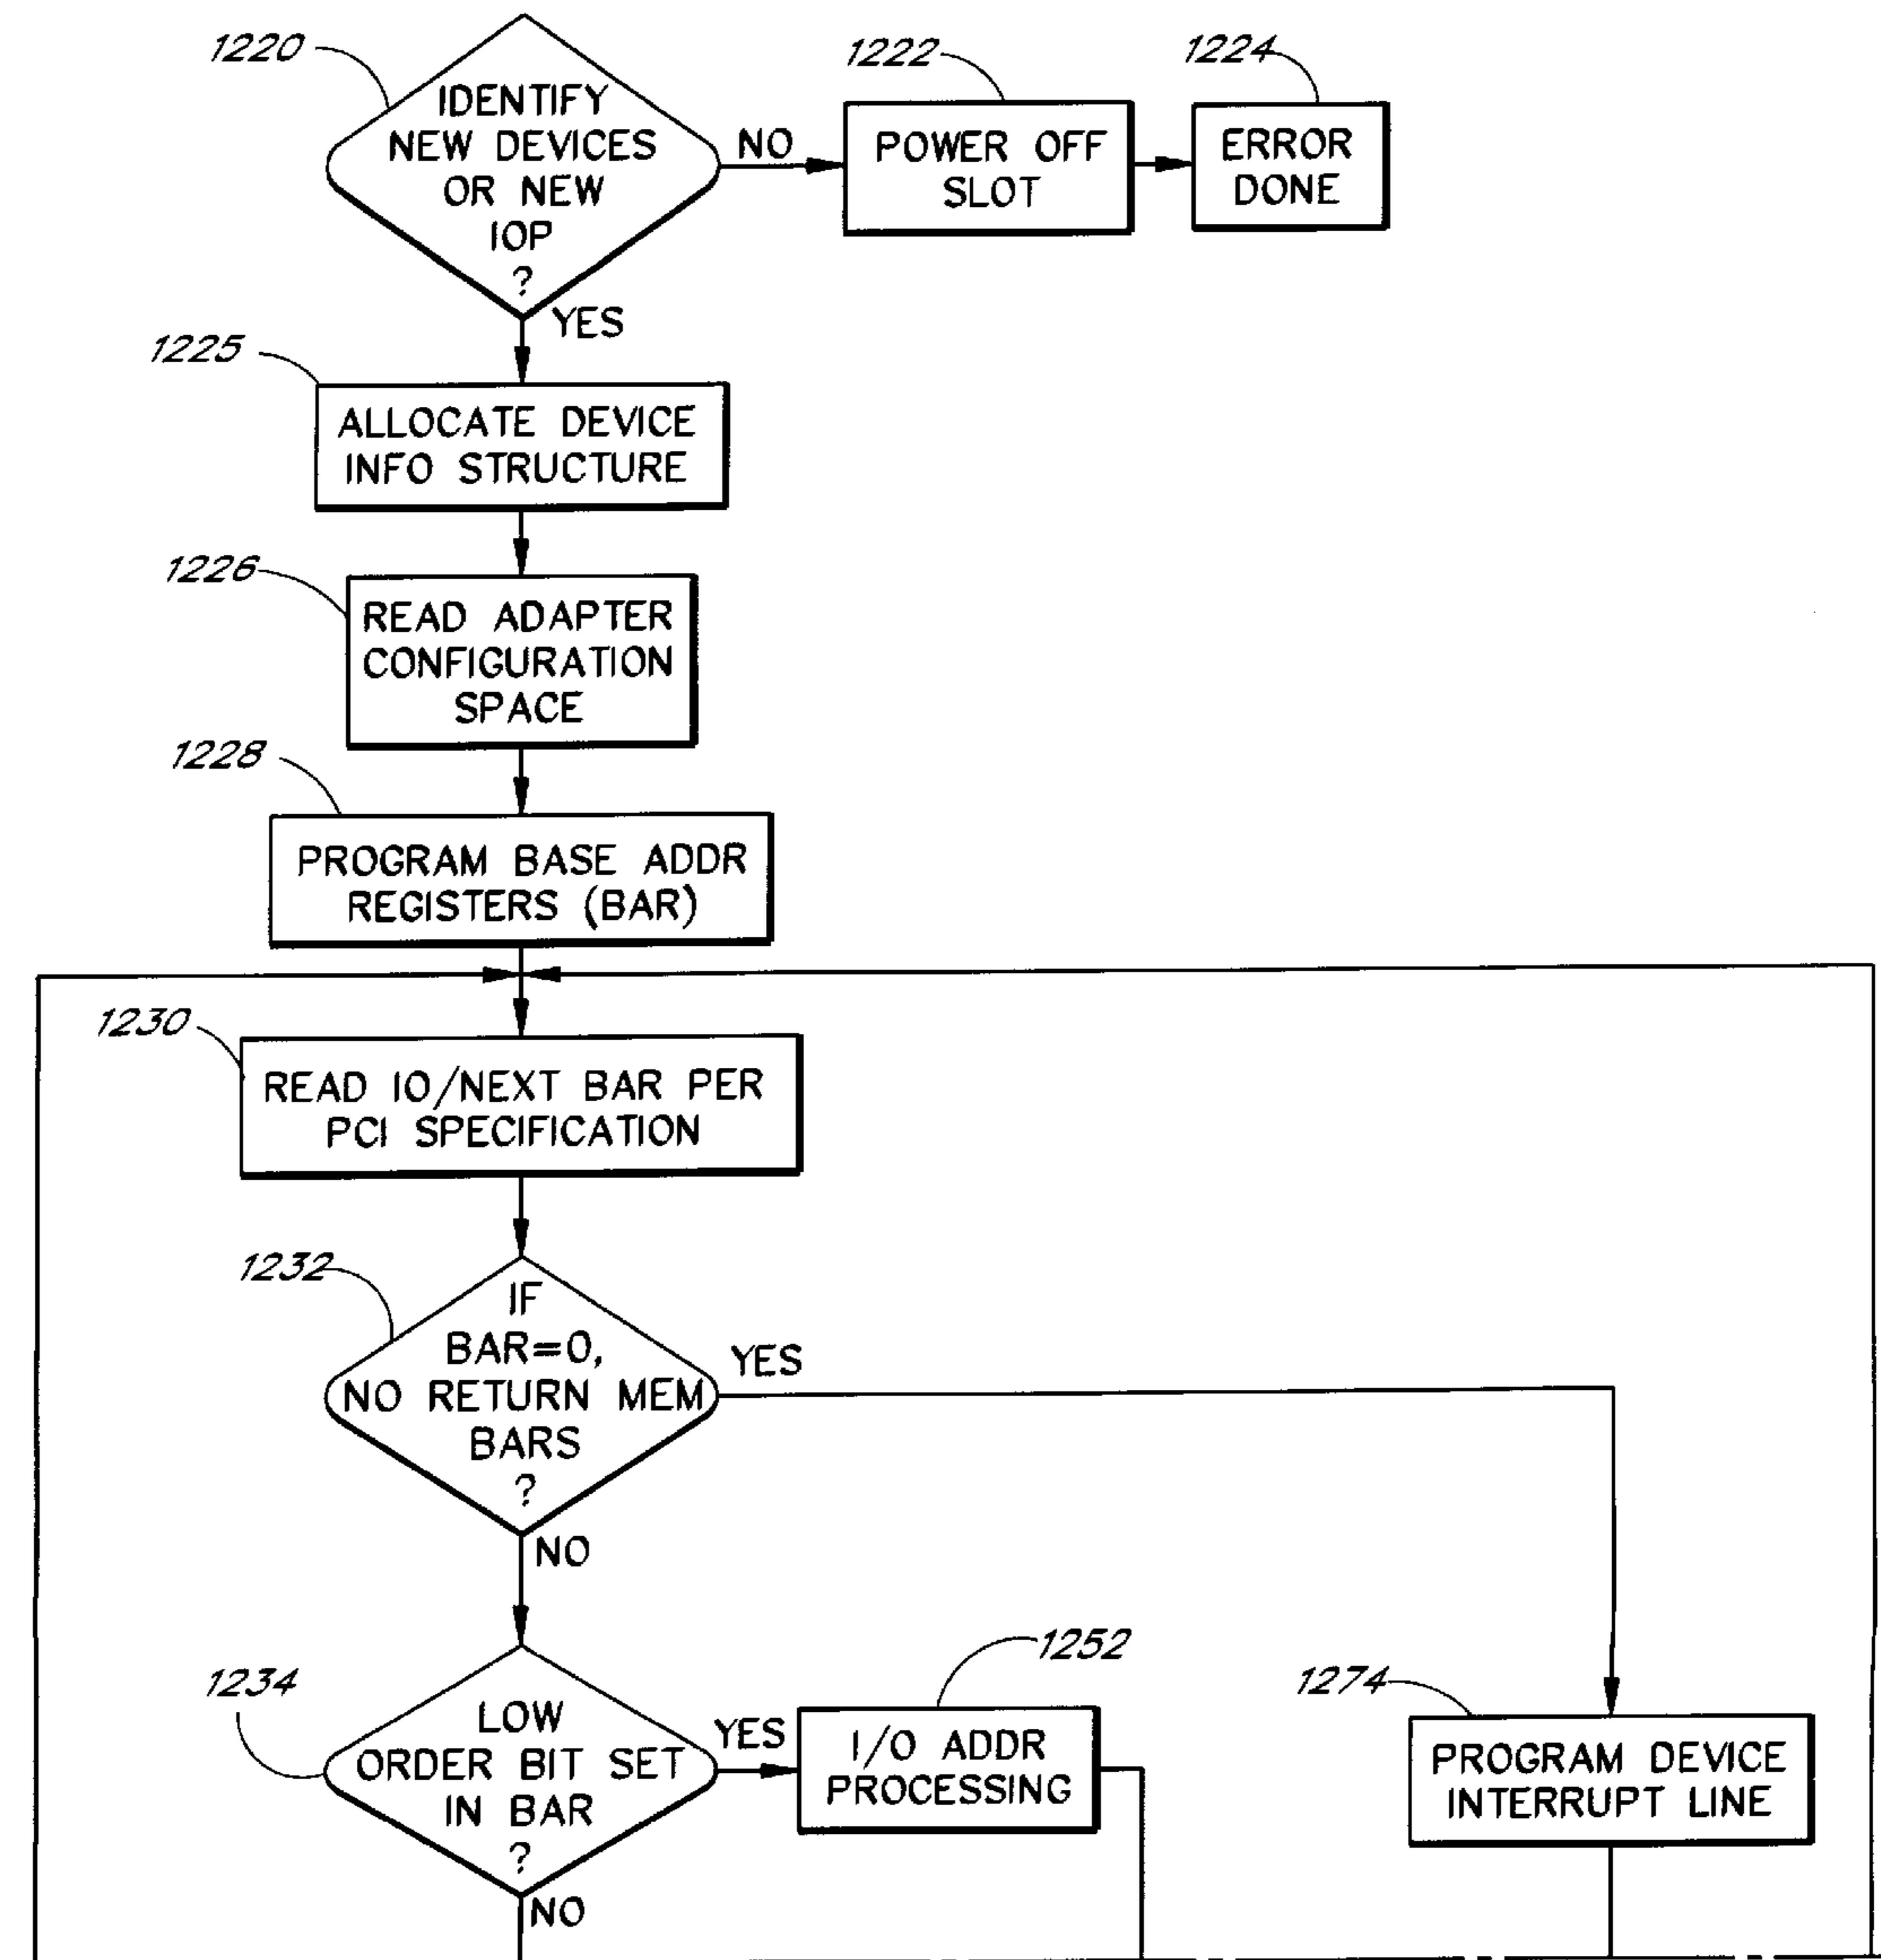 1220
IDENTIFY
NEW DEVICES
OR NEW
IOP
?
NO
1222
POWER OFF
SLOT
1224
ERROR
DONE
YES
1225
ALLOCATE DEVICE
INFO STRUCTURE
1226
READ ADAPTER
CONFIGURATION
SPACE
1228
PROGRAM BASE ADDR
REGISTERS (BAR)
1230
READ IO/NEXT BAR PER
PCI SPECIFICATION
1232
IF
BAR=0,
NO RETURN MEM
BARS
?
YES
NO
1234
LOW
ORDER BIT SET
IN BAR
?
YES
1252
I/O ADDR
PROCESSING
1274
PROGRAM DEVICE
INTERRUPT LINE
NO